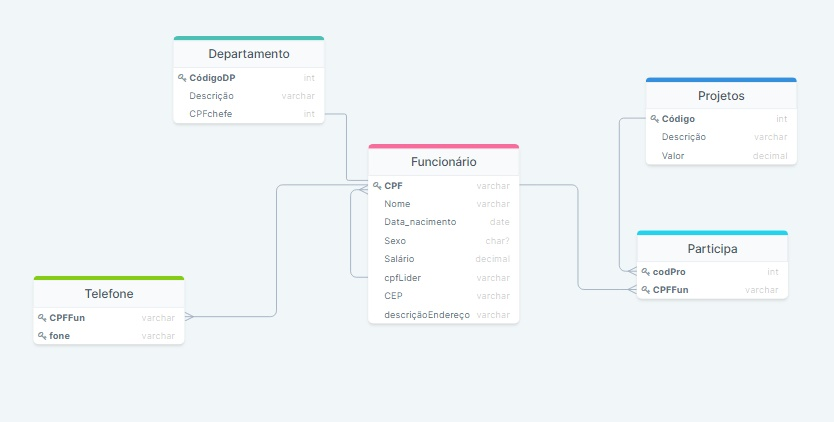 Departamento
CódigoDP int
Descrição varchar
CPFchefe int
Projetos
Código int
Descrição varchar
Valor decimal
Funcionário
CPF varchar
Nome varchar
Data_nacimento date
Sexo char?
Salário decimal
cpfLider varchar
CEP varchar
descriçãoEndereço varchar
Participa
codPro int
CPFFun varchar
Telefone
CPFFun varchar
fone varchar